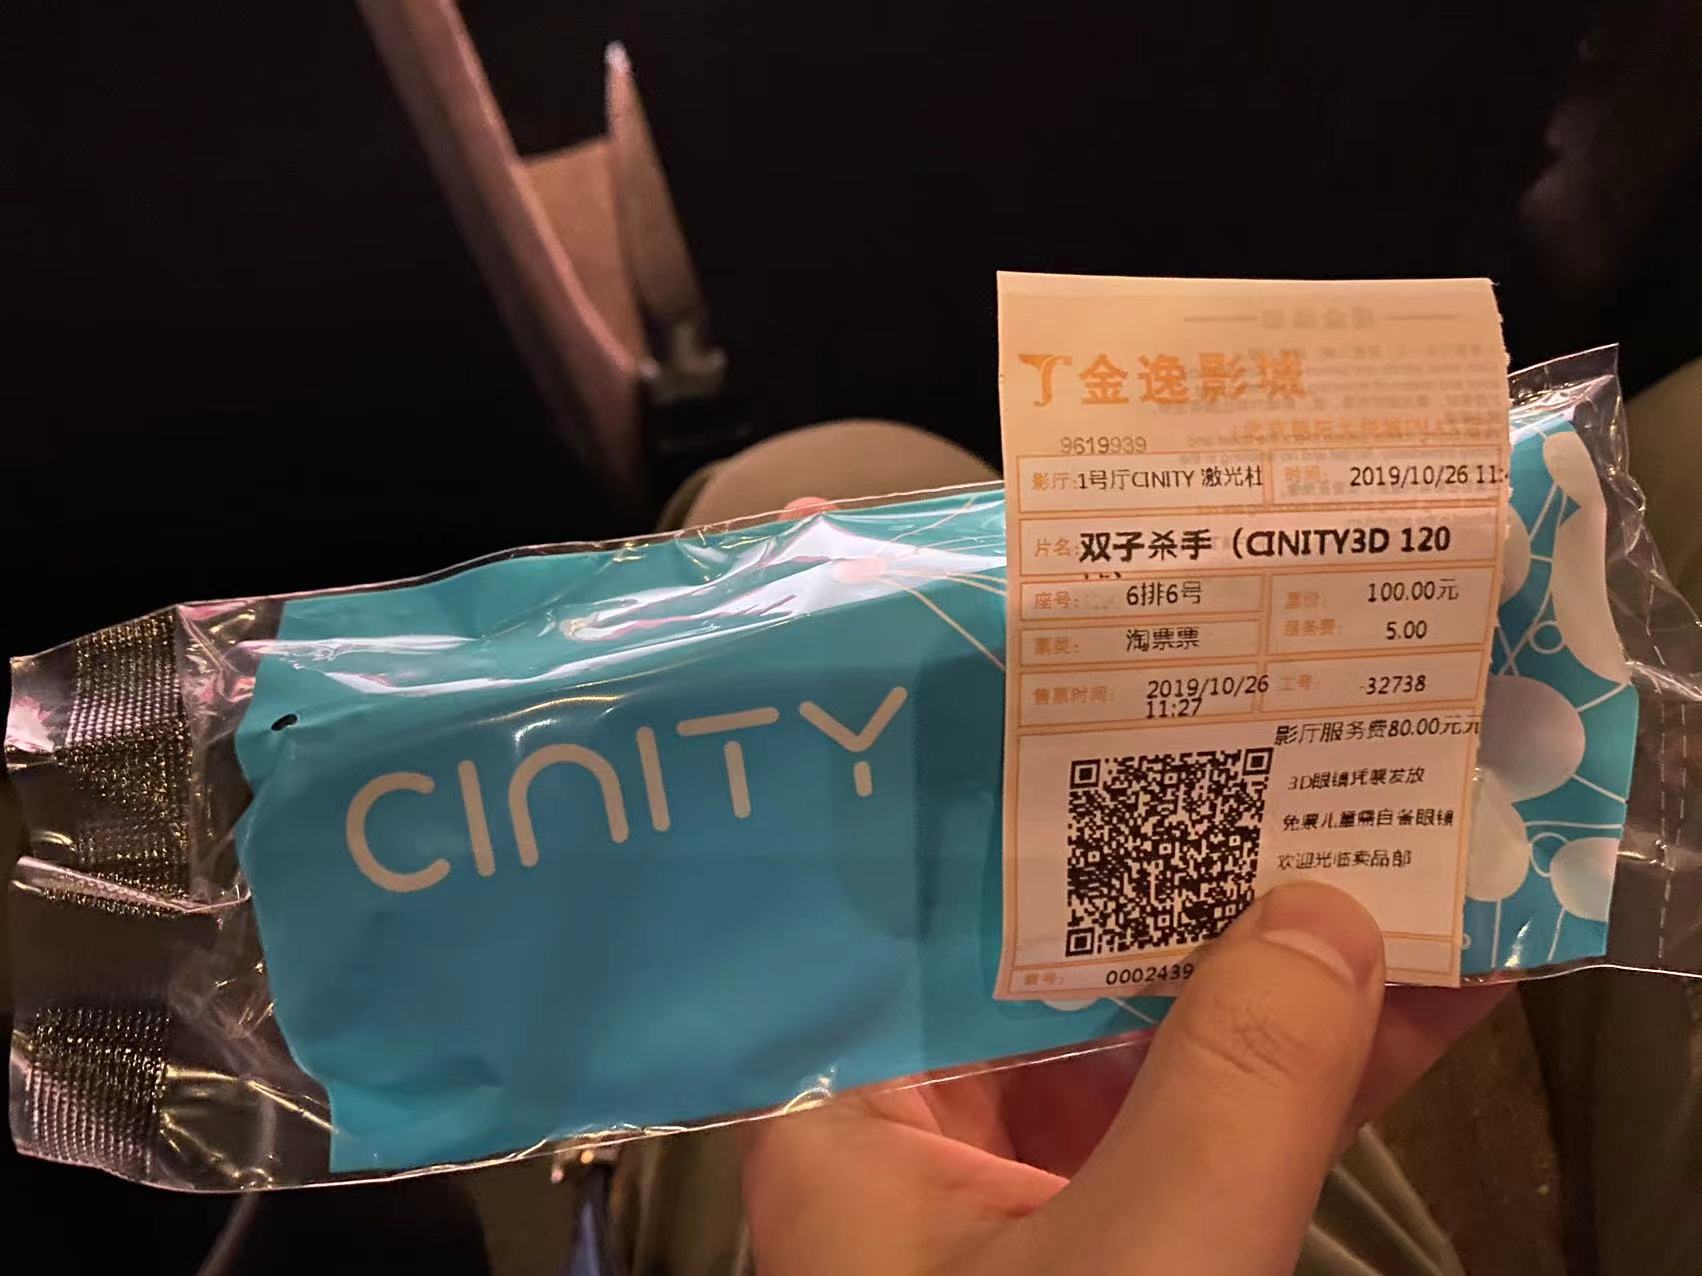 CINITY
金逸影城
9619939
影厅:1号厅CINITY 激光杜
时间: 2019/10/26 11:
片名:双子杀手（CINITY3D 120
座号: 6排6号
票价: 100.00元
服务费: 5.00
票类: 淘票票
售票时间: 2019/10/26 11:27
工号: -32738
影厅服务费80.00元元
3D眼镜凭票发放
免票儿童需自备眼镜
欢迎光临卖品部
票号: 0002439